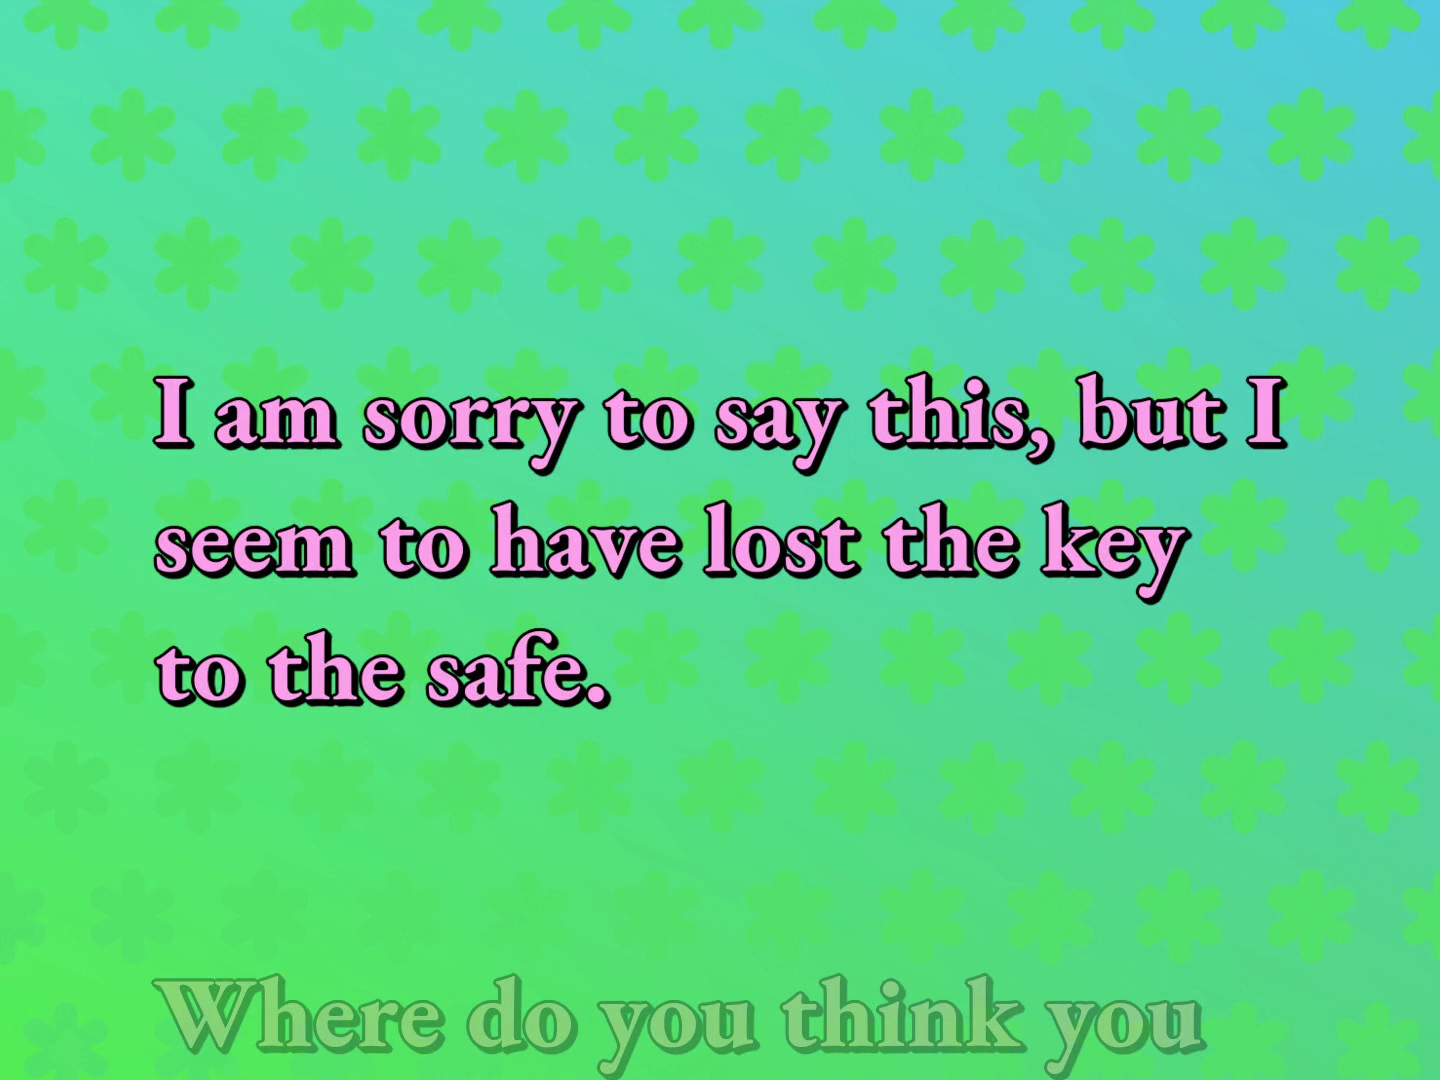 I am sorry to say this, but I
seem to have lost the key
to the safe.
Where do you think you